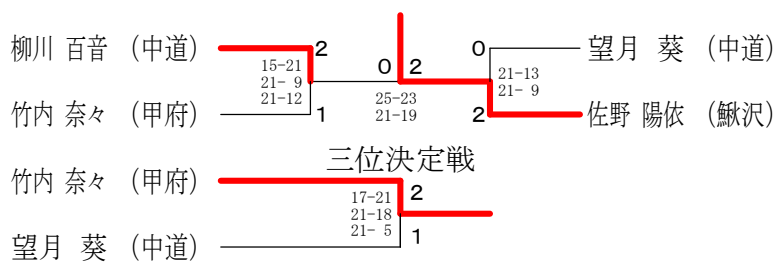 柳川 百音 （中道）
2
15-21
21- 9
21-12
1
竹内 奈々 （甲府）
0 2
25-23
21-19
0
望月 葵 （中道）
21-13
21- 9
2
佐野 陽依 （鰍沢）
三位決定戦
竹内 奈々 （甲府）
2
17-21
21-18
21- 5
1
望月 葵 （中道）